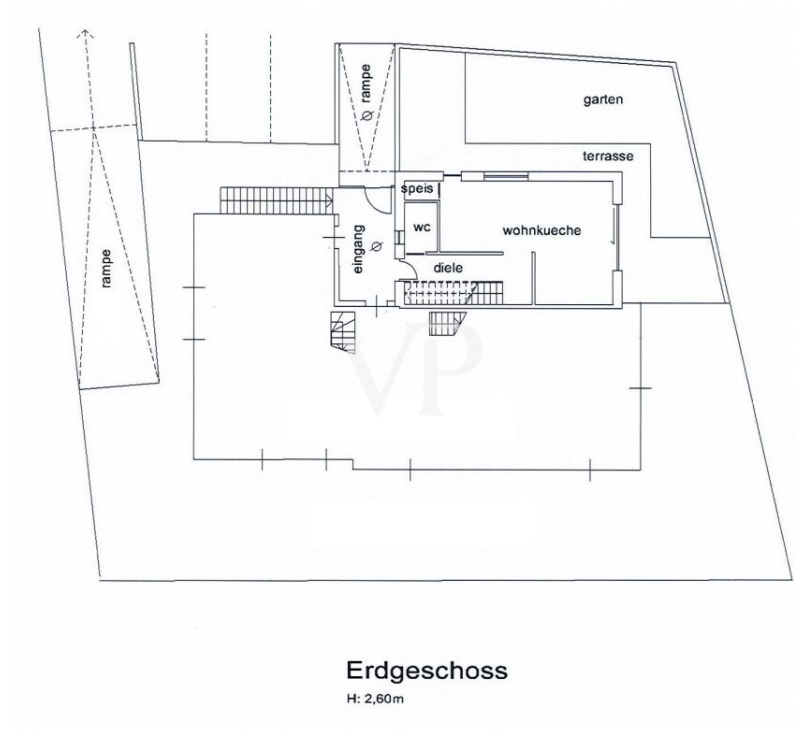 rampe
garten
terrasse
speis
wc
wohnkueche
eingang
diele
rampe
VP
Erdgeschoss
H: 2,60m